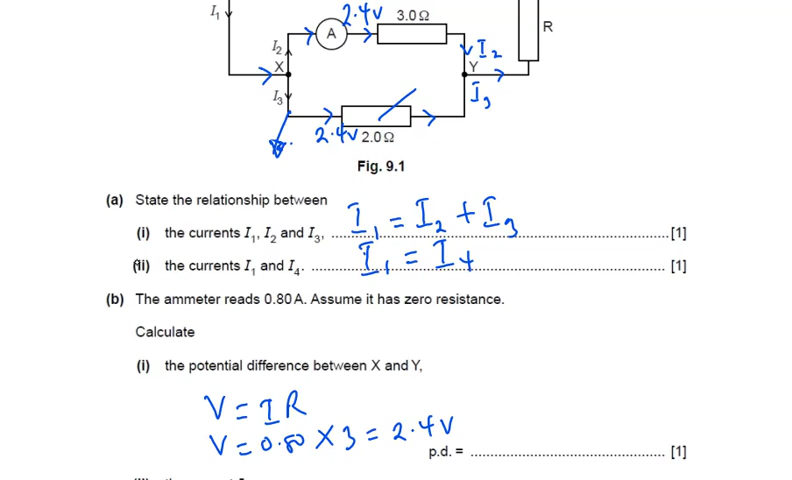 I₁
2.4V 3.0Ω
A
R
I₂ I₂
X Y
I₃ I₃
2.4V 2.0Ω
Fig. 9.1
(a) State the relationship between
(i) the currents I₁, I₂ and I₃, I₁ = I₂ + I₃ [1]
(ii) the currents I₁ and I₄. I₁ = I₄ [1]
(b) The ammeter reads 0.80 A. Assume it has zero resistance.
Calculate
(i) the potential difference between X and Y,
V = IR
V = 0.80 X 3 = 2.4V
p.d. = [1]